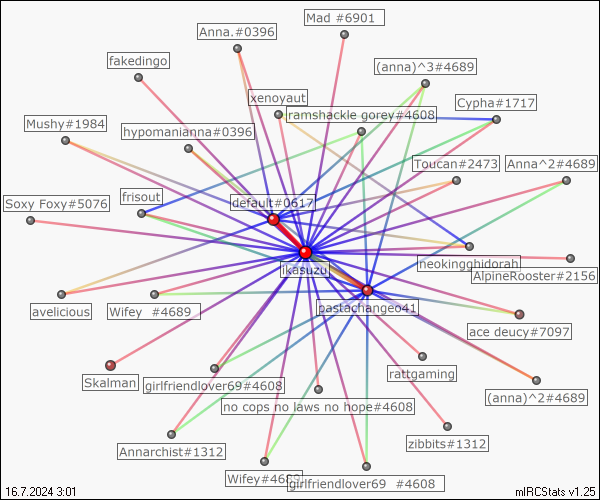 Mad #6901
Anna.#0396
fakedingo
(anna)^3#4689
xenoyaut
Cypha#1717
ramshackle gorey#4608
Mushy#1984
hypomanianna#0396
Toucan#2473
Anna^2#4689
frisout
default#0617
Soxy Foxy#5076
neokingghidorah
ikasuzu
AlpineRooster#2156
avelicious
Wifey #4689
pastachangeo41
ace deucy#7097
Skalman
girlfriendlover69#4608
rattgaming
no cops no laws no hope#4608
(anna)^2#4689
Annarchist#1312
zibbits#1312
Wifey#4689
girlfriendlover69 #4608
16.7.2024 3:01
mIRCStats v1.25